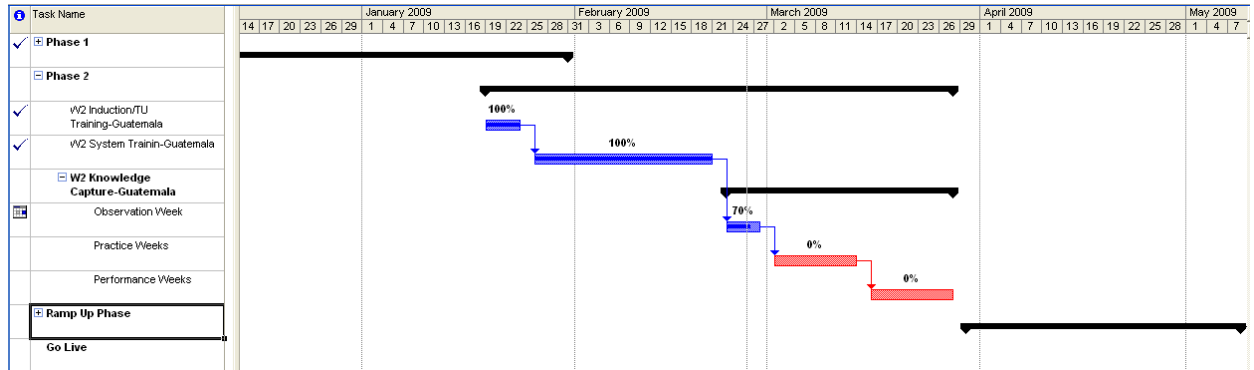 Task Name
January 2009 February 2009 March 2009 April 2009 May 2009
14 17 20 23 26 29 1 4 7 10 13 16 19 22 25 28 31 3 6 9 12 15 18 21 24 27 2 5 8 11 14 17 20 23 26 29 1 4 7 10 13 16 19 22 25 28 1 4 7
Phase 1
Phase 2
W2 Induction/TU
Training-Guatemala
100%
W2 System Trainin-Guatemala
100%
W2 Knowledge
Capture-Guatemala
Observation Week
70%
Practice Weeks
0%
Performance Weeks
0%
Ramp Up Phase
Go Live